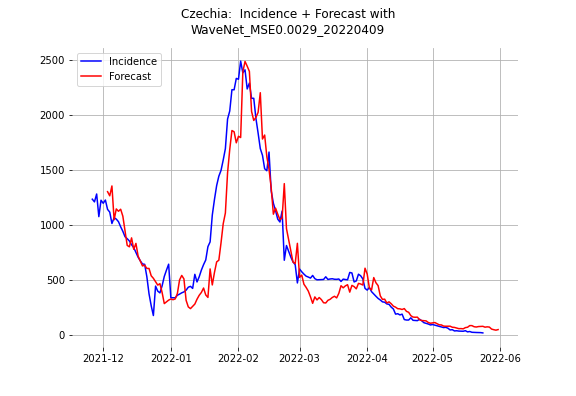 Czechia:  Incidence + Forecast with
WaveNet_MSE0.0029_20220409
Incidence
Forecast
2500
2000
1500
1000
500
0
2021-12 2022-01 2022-02 2022-03 2022-04 2022-05 2022-06